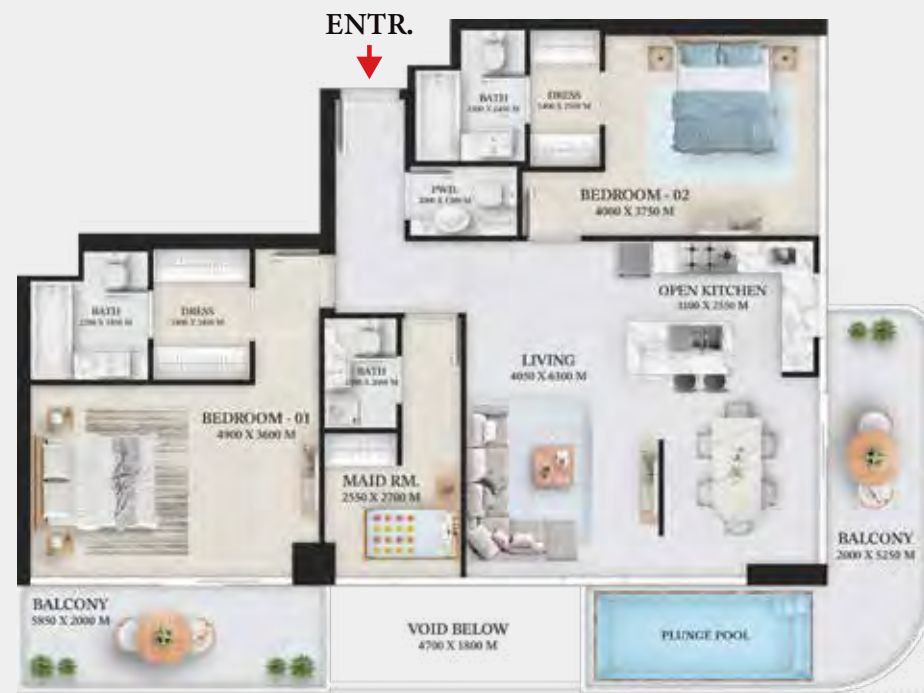 ENTR.
BATH
DRESS
PWD.
BEDROOM - 02
4000 X 3750 M
OPEN KITCHEN
3100 X 2550 M
BATH
DRESS
LIVING
4050 X 6300 M
BATH
BEDROOM - 01
4900 X 3600 M
MAID RM.
2550 X 2700 M
BALCONY
2000 X 5250 M
BALCONY
5850 X 2000 M
VOID BELOW
4700 X 1800 M
PLUNGE POOL